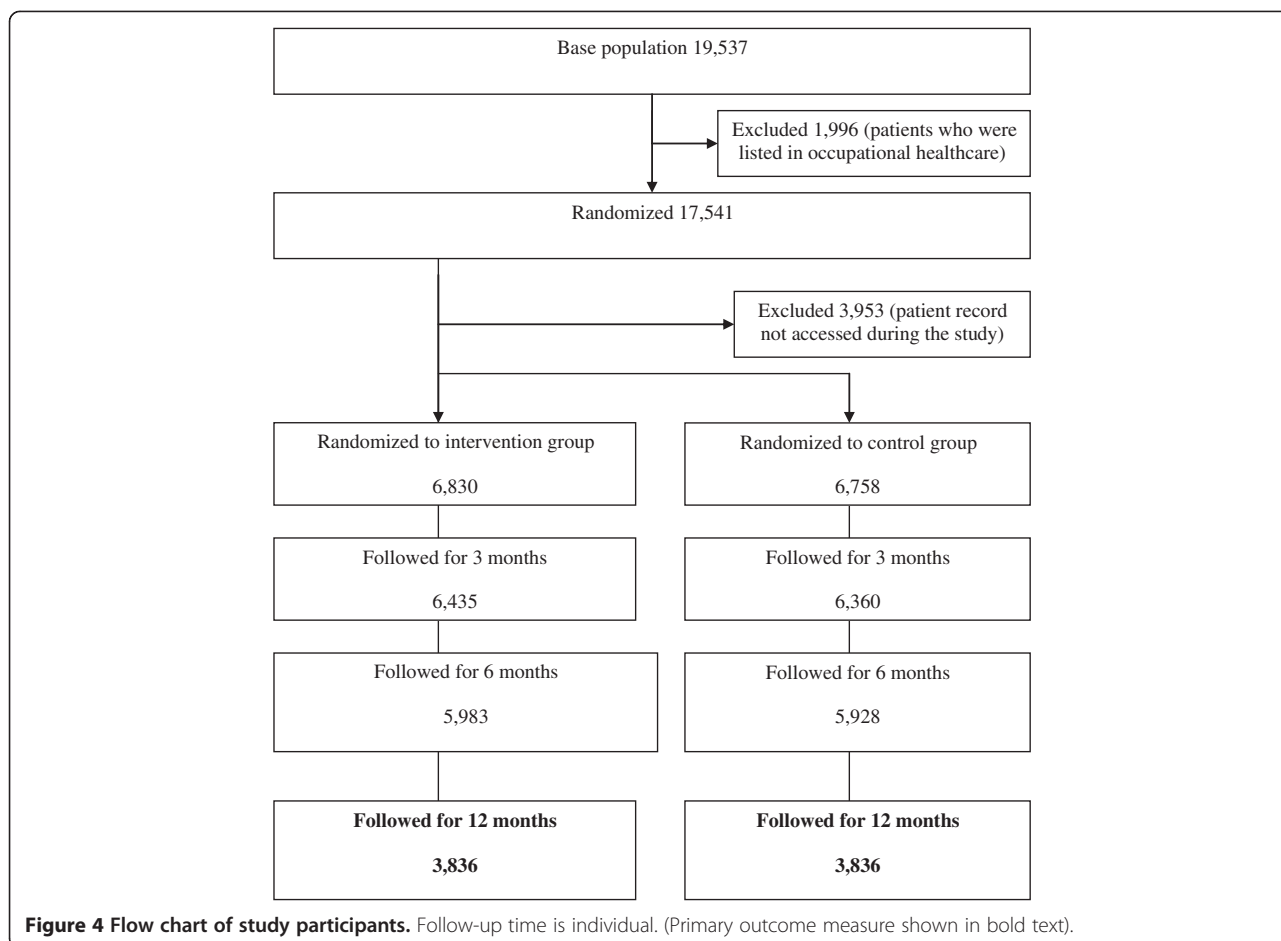 Base population 19,537
Excluded 1,996 (patients who were
listed in occupational healthcare)
Randomized 17,541
Excluded 3,953 (patient record
not accessed during the study)
Randomized to intervention group
6,830
Randomized to control group
6,758
Followed for 3 months
6,435
Followed for 3 months
6,360
Followed for 6 months
5,983
Followed for 6 months
5,928
Followed for 12 months
3,836
Followed for 12 months
3,836
Figure 4 Flow chart of study participants. Follow-up time is individual. (Primary outcome measure shown in bold text).